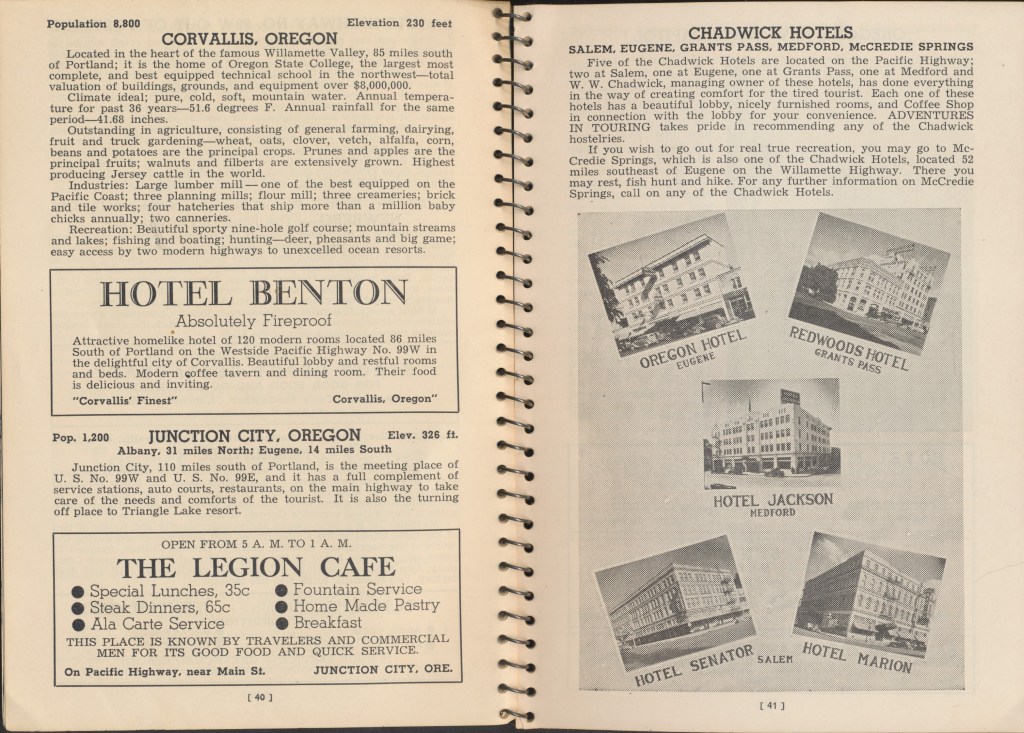 Population 8,800 Elevation 230 feet
CORVALLIS, OREGON
Located in the heart of the famous Willamette Valley, 85 miles south
of Portland; it is the home of Oregon State College, the largest most
complete, and best equipped technical school in the northwest—total
valuation of buildings, grounds, and equipment over $8,000,000.
Climate ideal; pure, cold, soft, mountain water. Annual tempera-
ture for past 36 years—51.6 degrees F. Annual rainfall for the same
period—41.68 inches.
Outstanding in agriculture, consisting of general farming, dairying,
fruit and truck gardening—wheat, oats, clover, vetch, alfalfa, corn,
beans and potatoes are the principal crops. Prunes and apples are the
principal fruits; walnuts and filberts are extensively grown. Highest
producing Jersey cattle in the world.
Industries: Large lumber mill—one of the best equipped on the
Pacific Coast; three planning mills; flour mill; three creameries; brick
and tile works; four hatcheries that ship more than a million baby
chicks annually; two canneries.
Recreation: Beautiful sporty nine-hole golf course; mountain streams
and lakes; fishing and boating; hunting—deer, pheasants and big game;
easy access by two modern highways to unexcelled ocean resorts.
HOTEL BENTON
Absolutely Fireproof
Attractive homelike hotel of 120 modern rooms located 86 miles
South of Portland on the Westside Pacific Highway No. 99W in
the delightful city of Corvallis. Beautiful lobby and restful rooms
and beds. Modern coffee tavern and dining room. Their food
is delicious and inviting.
"Corvallis' Finest" Corvallis, Oregon"
Pop. 1,200 JUNCTION CITY, OREGON Elev. 326 ft.
Albany, 31 miles North; Eugene, 14 miles South
Junction City, 110 miles south of Portland, is the meeting place of
U. S. No. 99W and U. S. No. 99E, and it has a full complement of
service stations, auto courts, restaurants, on the main highway to take
care of the needs and comforts of the tourist. It is also the turning
off place to Triangle Lake resort.
OPEN FROM 5 A. M. TO 1 A. M.
THE LEGION CAFE
● Special Lunches, 35c ● Fountain Service
● Steak Dinners, 65c ● Home Made Pastry
● Ala Carte Service ● Breakfast
THIS PLACE IS KNOWN BY TRAVELERS AND COMMERCIAL
MEN FOR ITS GOOD FOOD AND QUICK SERVICE.
On Pacific Highway, near Main St. JUNCTION CITY, ORE.
[ 40 ]
CHADWICK HOTELS
SALEM, EUGENE, GRANTS PASS, MEDFORD, McCREDIE SPRINGS
Five of the Chadwick Hotels are located on the Pacific Highway;
two at Salem, one at Eugene, one at Grants Pass, one at Medford and
W. W. Chadwick, managing owner of these hotels, has done everything
in the way of creating comfort for the tired tourist. Each one of these
hotels has a beautiful lobby, nicely furnished rooms, and Coffee Shop
in connection with the lobby for your convenience. ADVENTURES
IN TOURING takes pride in recommending any of the Chadwick
hostelries.
If you wish to go out for real true recreation, you may go to Mc-
Credie Springs, which is also one of the Chadwick Hotels, located 52
miles southeast of Eugene on the Willamette Highway. There you
may rest, fish hunt and hike. For any further information on McCredie
Springs, call on any of the Chadwick Hotels.
OREGON HOTEL
EUGENE
REDWOODS HOTEL
GRANTS PASS
HOTEL JACKSON
MEDFORD
HOTEL SENATOR SALEM HOTEL MARION
[ 41 ]